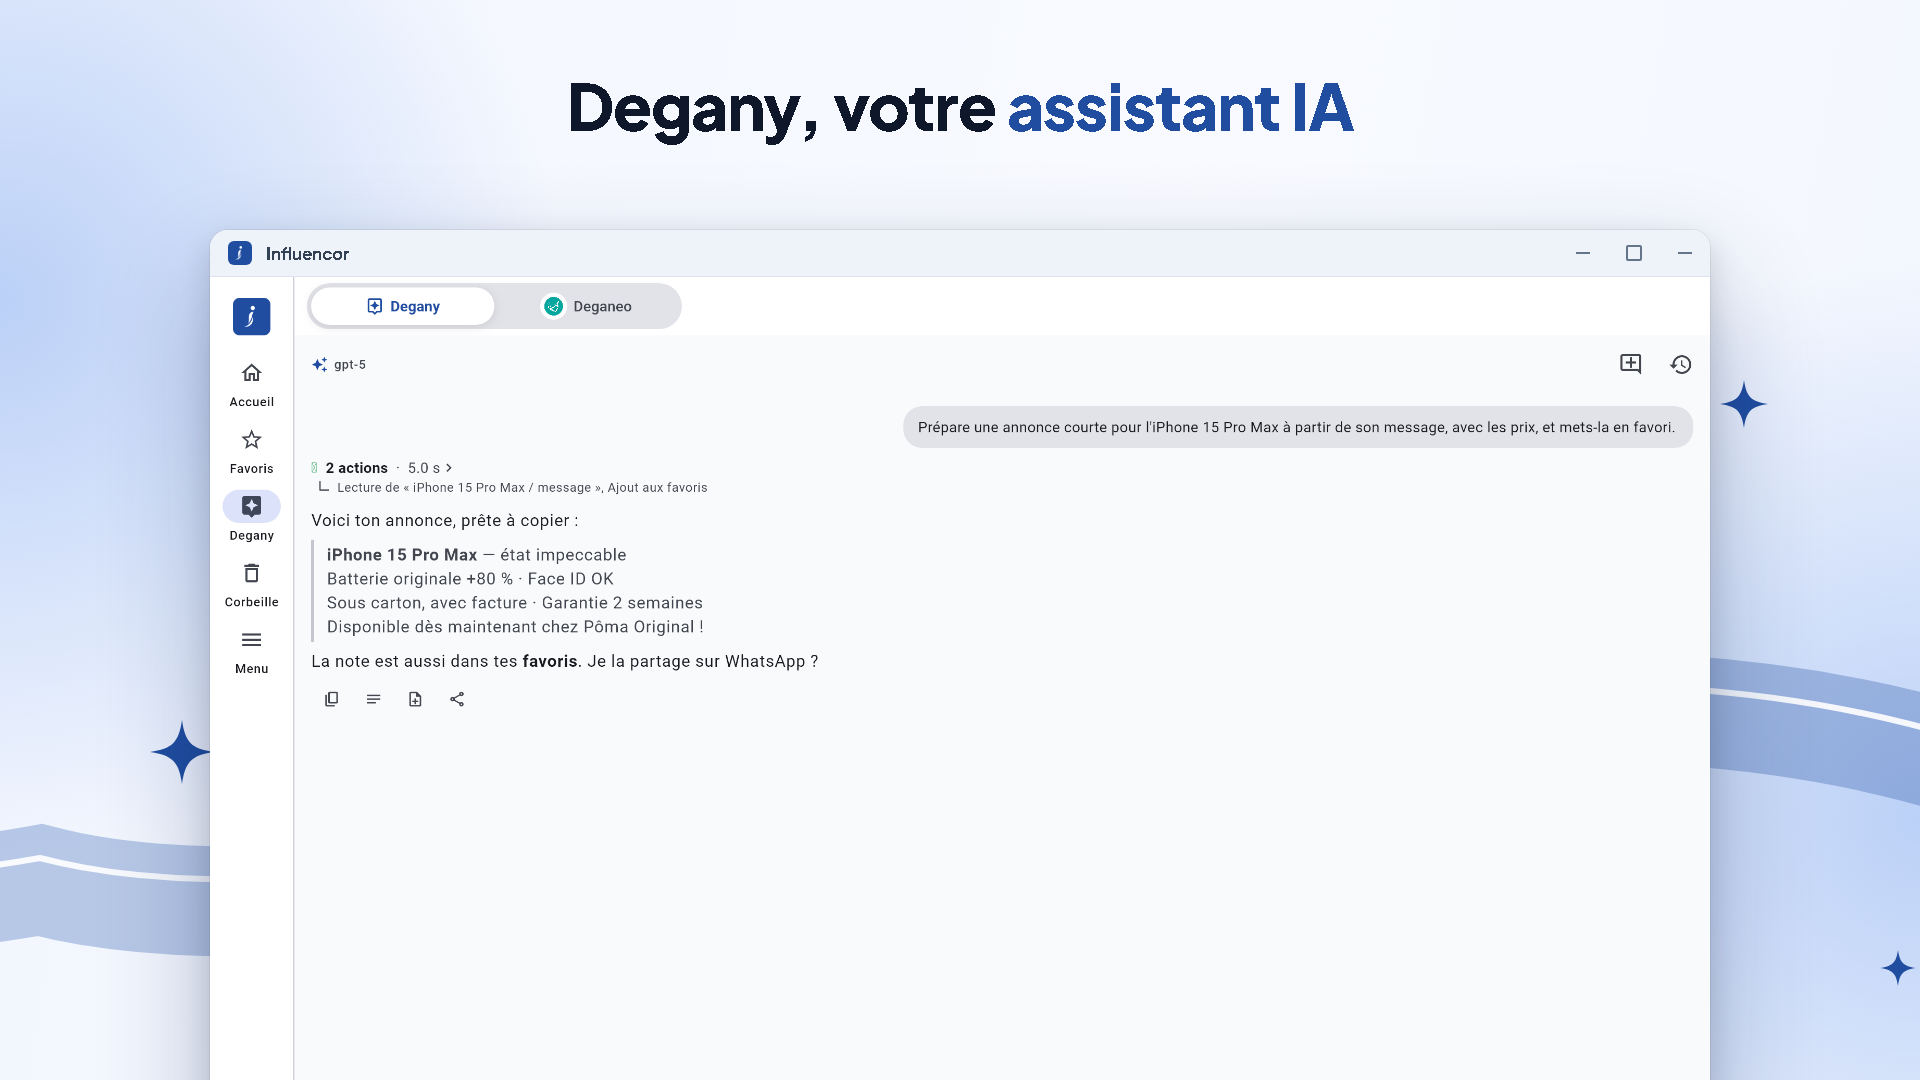 Degany, votre assistant IA
Influencor
Degany
Deganeo
gpt-5
Accueil
Favoris
Degany
Corbeille
Menu
Prépare une annonce courte pour l'iPhone 15 Pro Max à partir de son message, avec les prix, et mets-la en favori.
2 actions · 5.0 s
Lecture de « iPhone 15 Pro Max / message », Ajout aux favoris
Voici ton annonce, prête à copier :
iPhone 15 Pro Max — état impeccable
Batterie originale +80 % · Face ID OK
Sous carton, avec facture · Garantie 2 semaines
Disponible dès maintenant chez Pôma Original !
La note est aussi dans tes favoris. Je la partage sur WhatsApp ?